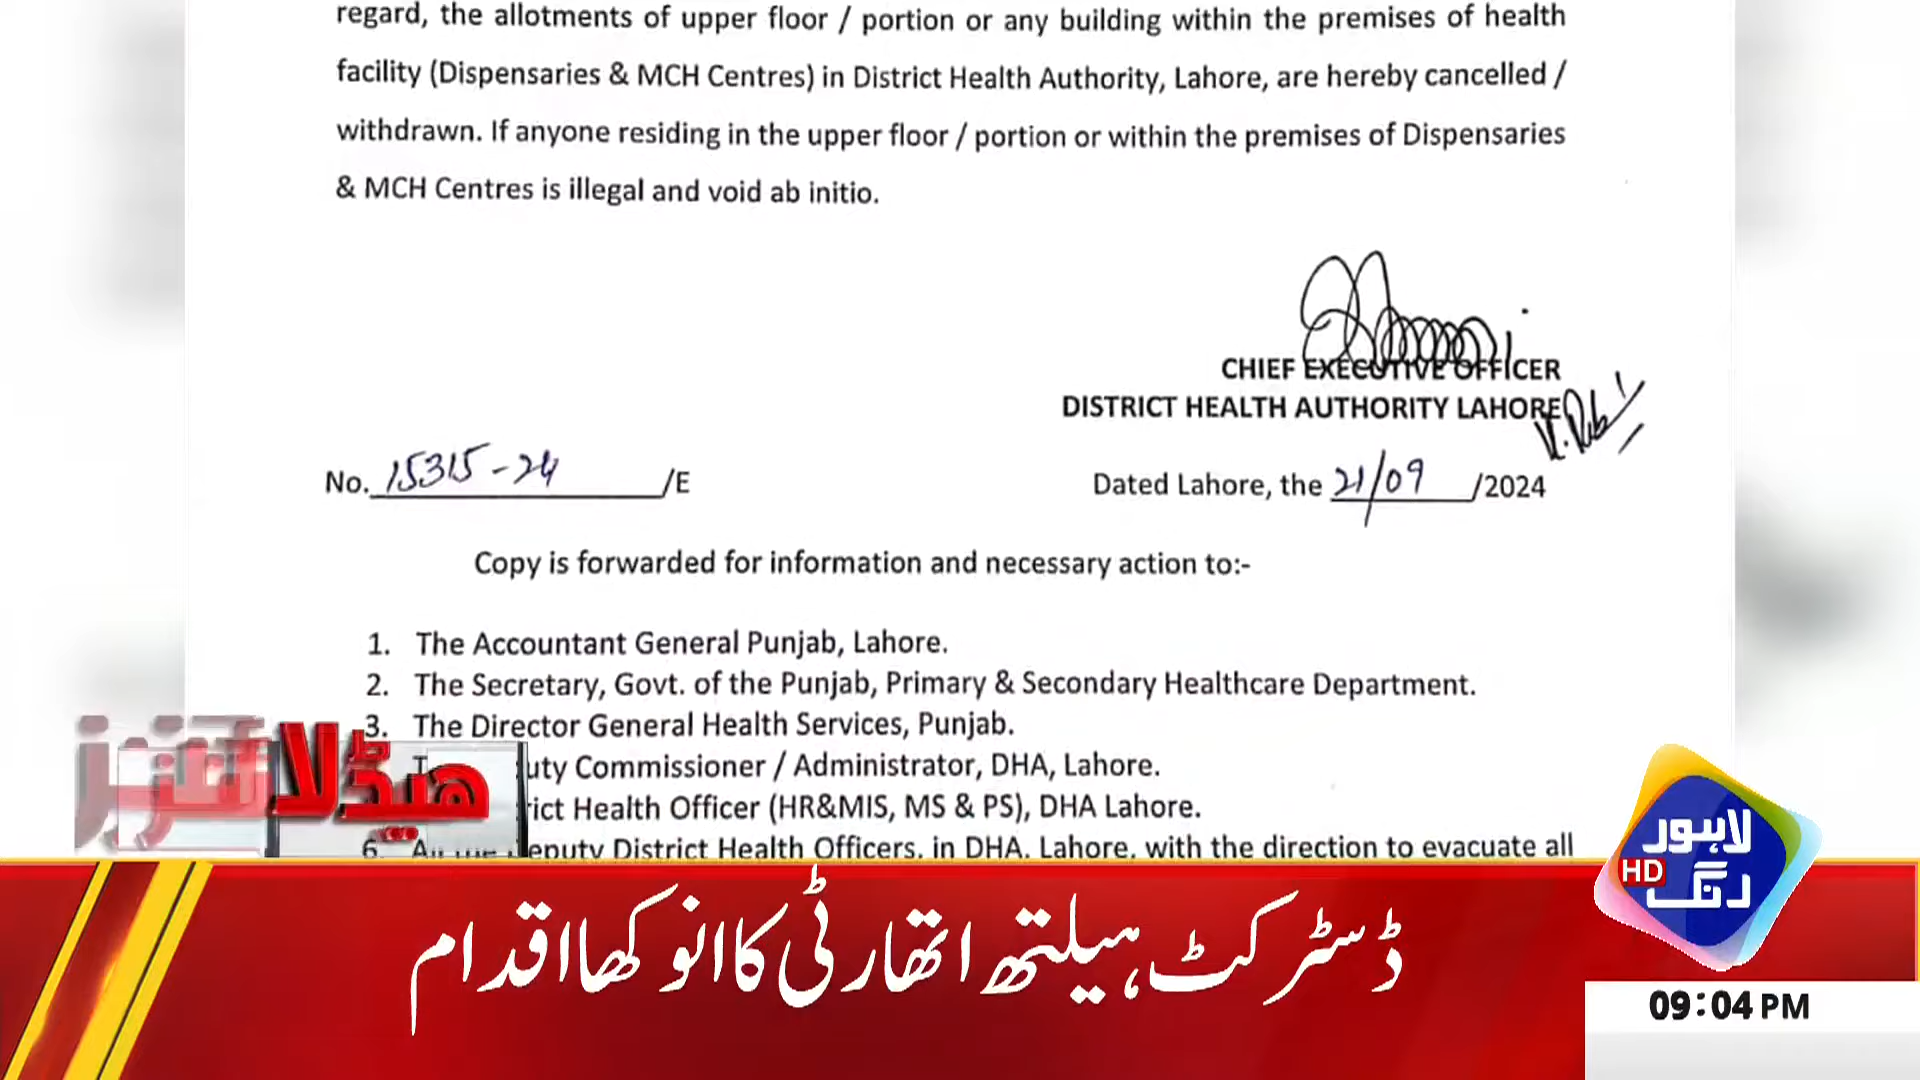 regard, the allotments of upper floor / portion or any building within the premises of health
facility (Dispensaries & MCH Centres) in District Health Authority, Lahore, are hereby cancelled /
withdrawn. If anyone residing in the upper floor / portion or within the premises of Dispensaries
& MCH Centres is illegal and void ab initio.
CHIEF EXECUTIVE OFFICER
DISTRICT HEALTH AUTHORITY LAHORE
No. 15315-24 /E
Dated Lahore, the 21/09 /2024
Copy is forwarded for information and necessary action to:-
1. The Accountant General Punjab, Lahore.
2. The Secretary, Govt. of the Punjab, Primary & Secondary Healthcare Department.
3. The Director General Health Services, Punjab.
uty Commissioner / Administrator, DHA, Lahore.
rict Health Officer (HR&MIS, MS & PS), DHA Lahore.
6. All the Deputy District Health Officers, in DHA, Lahore, with the direction to evacuate all
ہیڈلائنز
لاہور
HD
رنگ
ڈسٹرکٹ ہیلتھ اتھارٹی کا انوکھا اقدام
09:04 PM